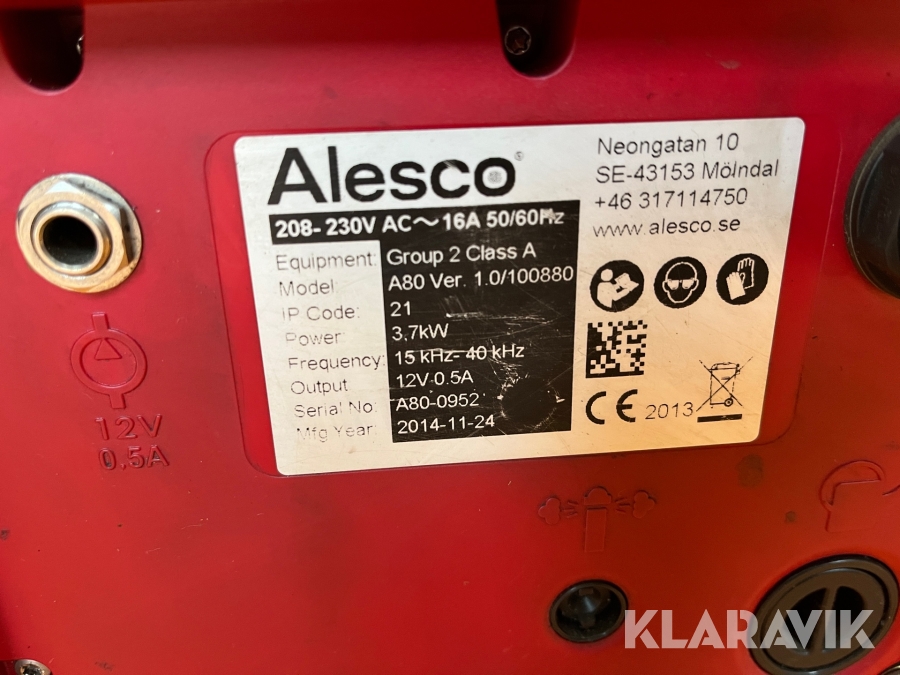 Alesco
208-230V AC~16A 50/60Hz
Equipment: Group 2 Class A
Model: A80 Ver. 1.0/100880
IP Code: 21
Power: 3.7kW
Frequency: 15 kHz-40 kHz
Output 12V 0.5A
Serial No: A80-0952
Mfg Year: 2014-11-24
Neongatan 10
SE-43153 Mölndal
+46 317114750
www.alesco.se
CE 2013
12V
0.5A
KLARAVIK